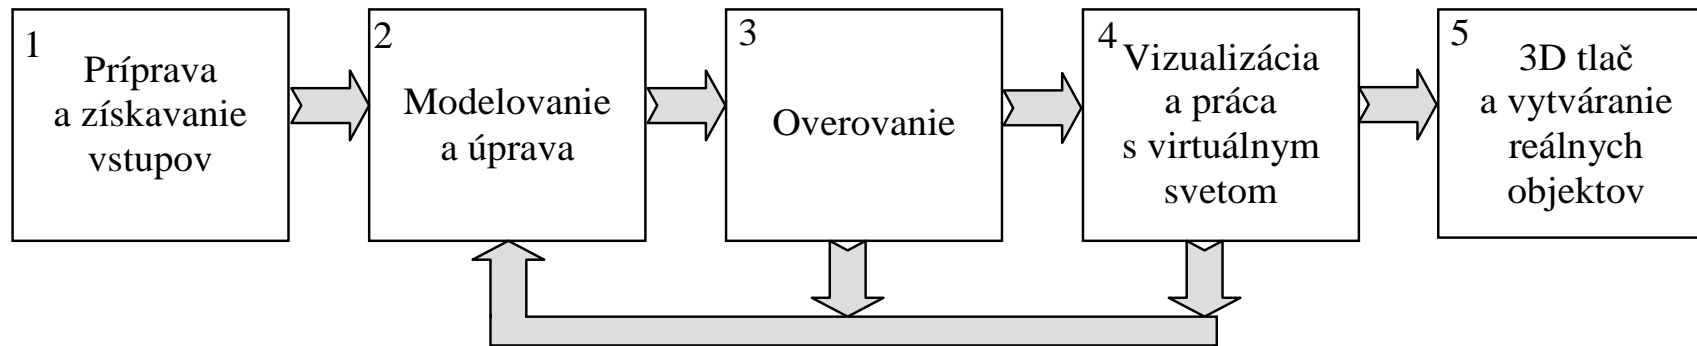 1
Príprava
a získavanie
vstupov
2
Modelovanie
a úprava
3
Overovanie
4
Vizualizácia
a práca
s virtuálnym
svetom
5
3D tlač
a vytváranie
reálnych
objektov